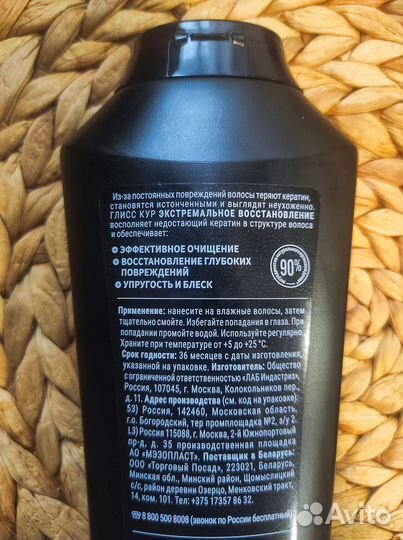 Из-за постоянных повреждений волосы теряют кератин,
становятся истонченными и выглядят неухоженно.
ГЛИСС КУР ЭКСТРЕМАЛЬНОЕ ВОССТАНОВЛЕНИЕ
восполняет недостающий кератин в структуре волоса
и обеспечивает:
ЭФФЕКТИВНОЕ ОЧИЩЕНИЕ
ВОССТАНОВЛЕНИЕ ГЛУБОКИХ
ПОВРЕЖДЕНИЙ
УПРУГОСТЬ И БЛЕСК
90%
Применение: нанесите на влажные волосы, затем
тщательно смойте. Избегайте попадания в глаза. При
попадании промойте водой. Используйте регулярно.
Хранить при температуре от +5 до +25 °C.
Срок годности: 36 месяцев с даты изготовления,
указанной на упаковке. Изготовитель: Общество
с ограниченной ответственностью «ЛАБ Индастриз»,
Россия, 107045, г. Москва, Колокольников пер.,
д. 11. Адрес производства (см. код на упаковке):
53) Россия, 142460, Московская область,
г.о. Богородский, тер промплощадка №2, з/у 2.
L3) Россия 115088, г. Москва, 2-й Южнопортовый
пр-д, д. 35 производственная площадка
АО «МЭЗОПЛАСТ». Поставщик в Беларусь:
ООО «Торговый Посад», 223021, Беларусь,
Минская обл., Минский район, Щомыслицкий
с/с, район деревни Озерцо, Меньковский тракт,
14, ком. 101. Тел: +375 17357 86 32.
8 800 500 8008 (звонок по России бесплатный)
Avito